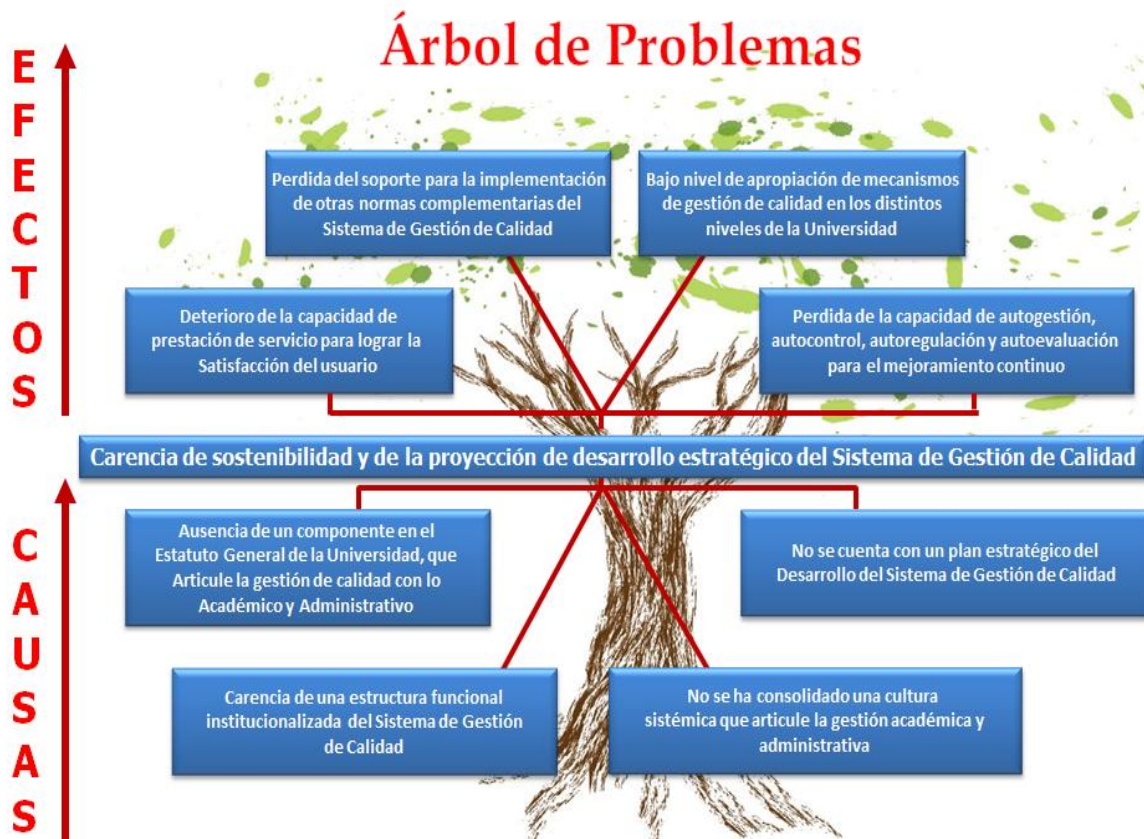 Árbol de Problemas
EFECTOS
Perdida del soporte para la implementación
de otras normas complementarias del
Sistema de Gestión de Calidad
Bajo nivel de apropiación de mecanismos
de gestión de calidad en los distintos
niveles de la Universidad
Deterioro de la capacidad de
prestación de servicio para lograr la
Satisfacción del usuario
Perdida de la capacidad de autogestión,
autocontrol, autoregulación y autoevaluación
para el mejoramiento continuo
Carencia de sostenibilidad y de la proyección de desarrollo estratégico del Sistema de Gestión de Calidad
CAUSAS
Ausencia de un componente en el
Estatuto General de la Universidad, que
Articule la gestión de calidad con lo
Académico y Administrativo
No se cuenta con un plan estratégico del
Desarrollo del Sistema de Gestión de Calidad
Carencia de una estructura funcional
institucionalizada del Sistema de Gestión
de Calidad
No se ha consolidado una cultura
sistémica que articule la gestión académica y
administrativa